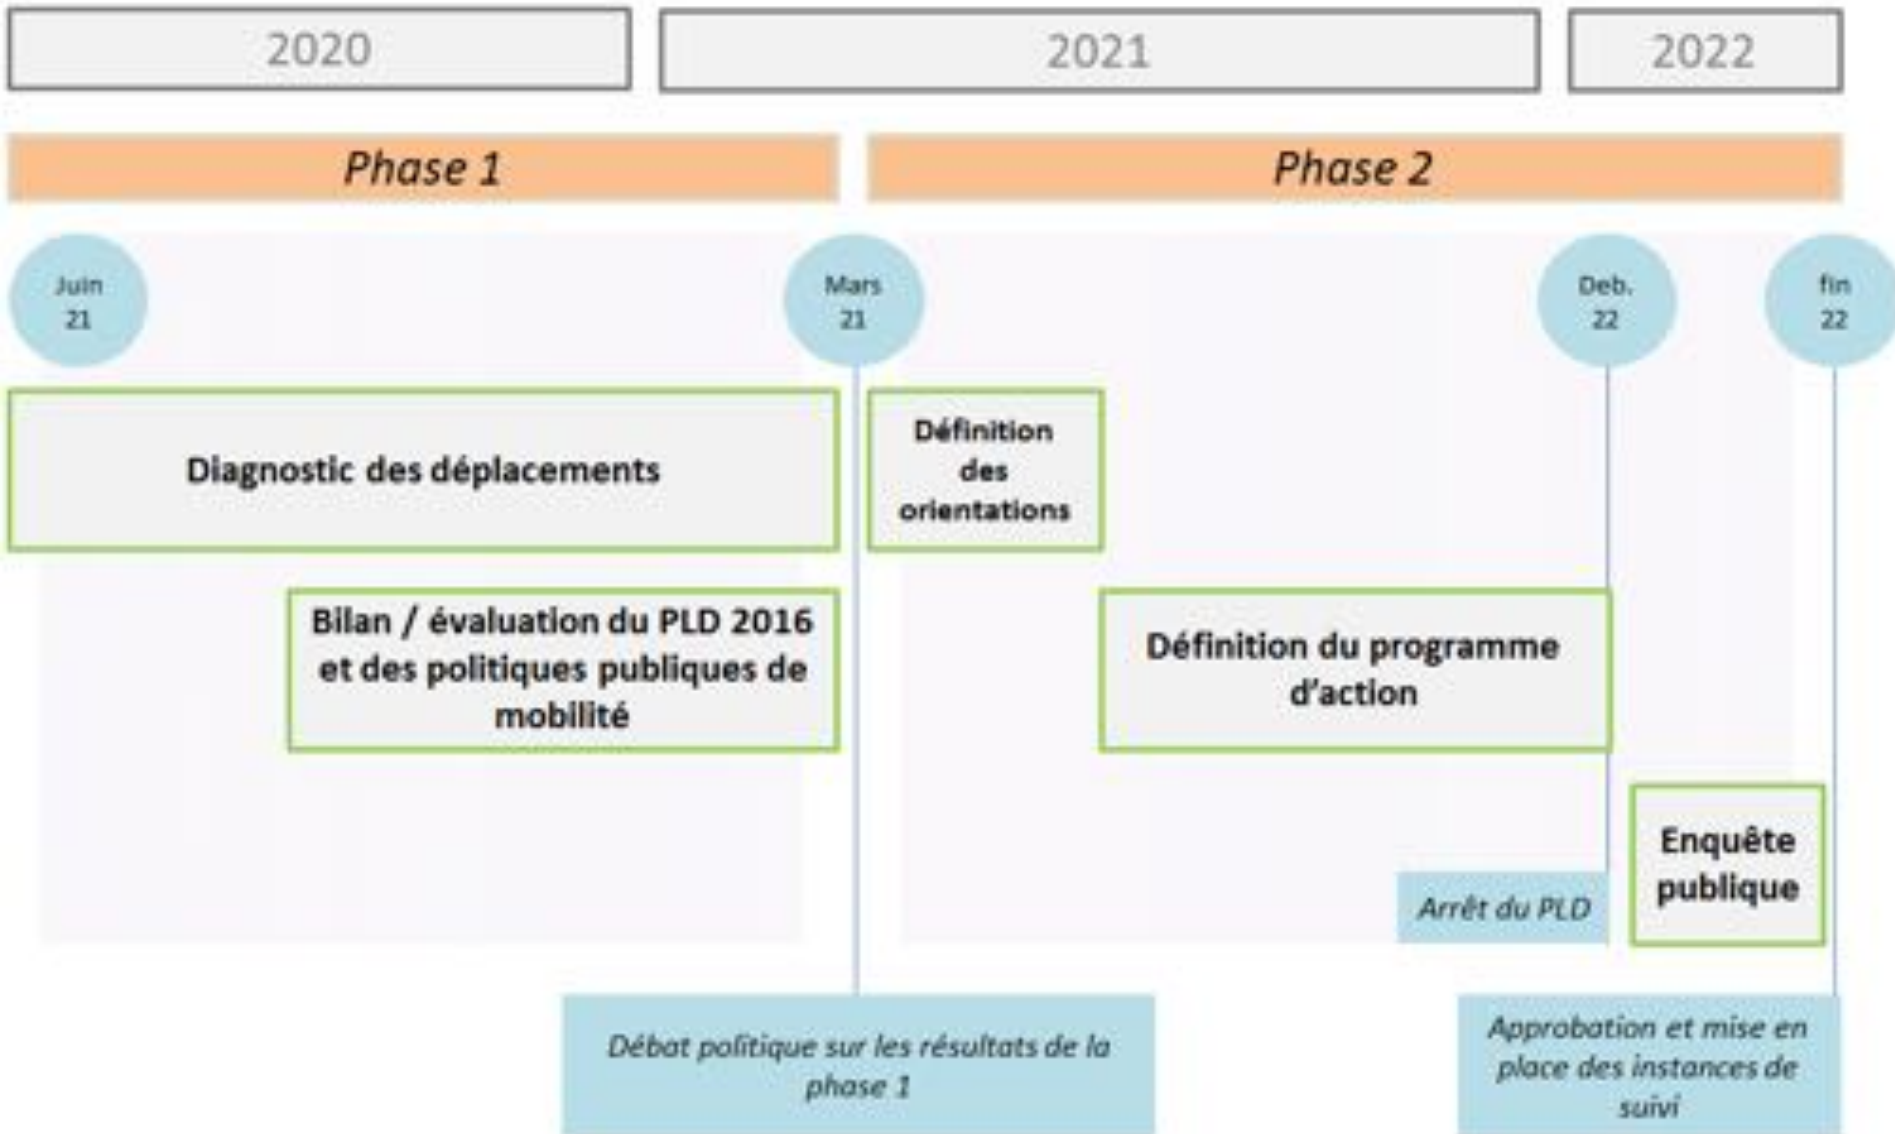 2020
2021
2022
Phase 1
Phase 2
Juin
21
Mars
21
Deb.
22
fin
22
Diagnostic des déplacements
Définition
des
orientations
Bilan / évaluation du PLD 2016
et des politiques publiques de
mobilité
Définition du programme
d'action
Enquête
publique
Arrêt du PLD
Débat politique sur les résultats de la
phase 1
Approbation et mise en
place des instances de
suivi